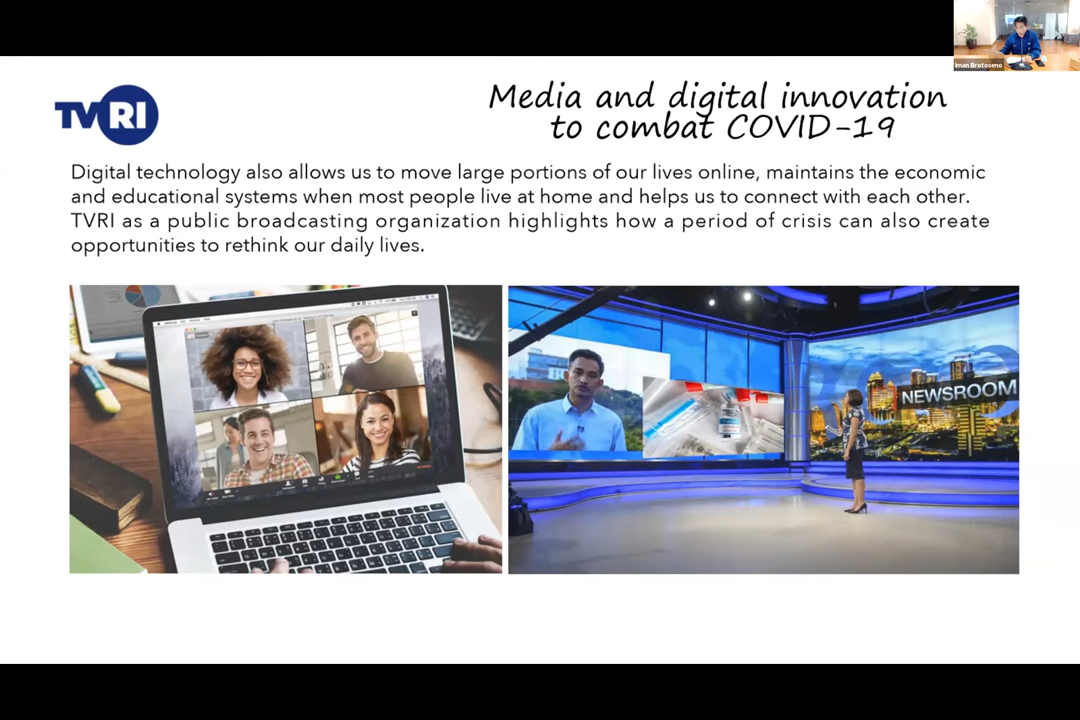 Iman Brotoseno
TVRI
Media and digital innovation
to combat COVID-19
Digital technology also allows us to move large portions of our lives online, maintains the economic
and educational systems when most people live at home and helps us to connect with each other.
TVRI as a public broadcasting organization highlights how a period of crisis can also create
opportunities to rethink our daily lives.
NEWSROOM